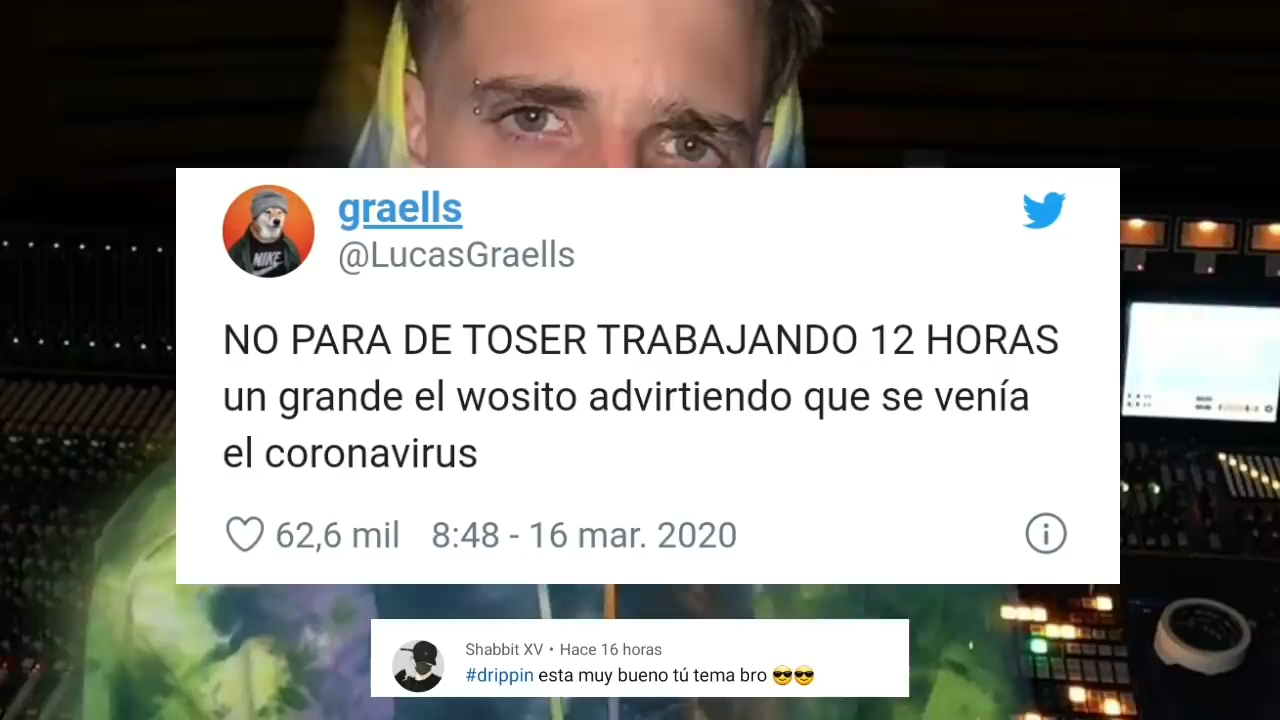 graells
@LucasGraells
NIKE
NO PARA DE TOSER TRABAJANDO 12 HORAS
un grande el wosito advirtiendo que se venía
el coronavirus
62,6 mil 8:48 - 16 mar. 2020
Shabbit XV • Hace 16 horas
#drippin esta muy bueno tú tema bro 😎😎